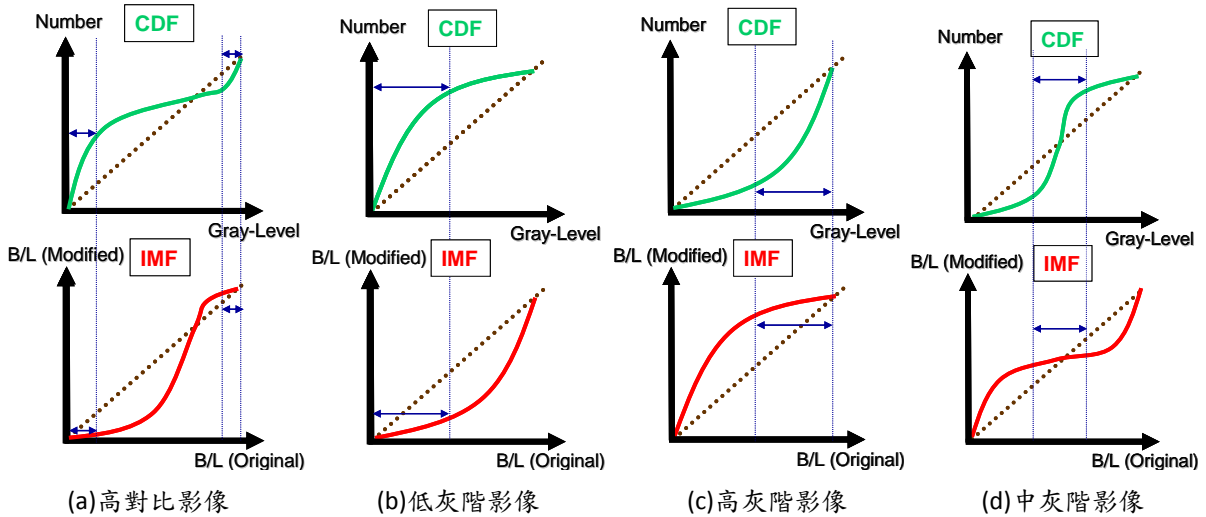 Number
CDF
Gray-Level
B/L (Modified)
IMF
B/L (Original)
(a)高對比影像
Number
CDF
Gray-Level
B/L (Modified)
IMF
B/L (Original)
(b)低灰階影像
Number
CDF
Gray-Level
B/L (Modified)
IMF
B/L (Original)
(c)高灰階影像
Number
CDF
Gray-Level
B/L (Modified)
IMF
B/L (Original)
(d)中灰階影像